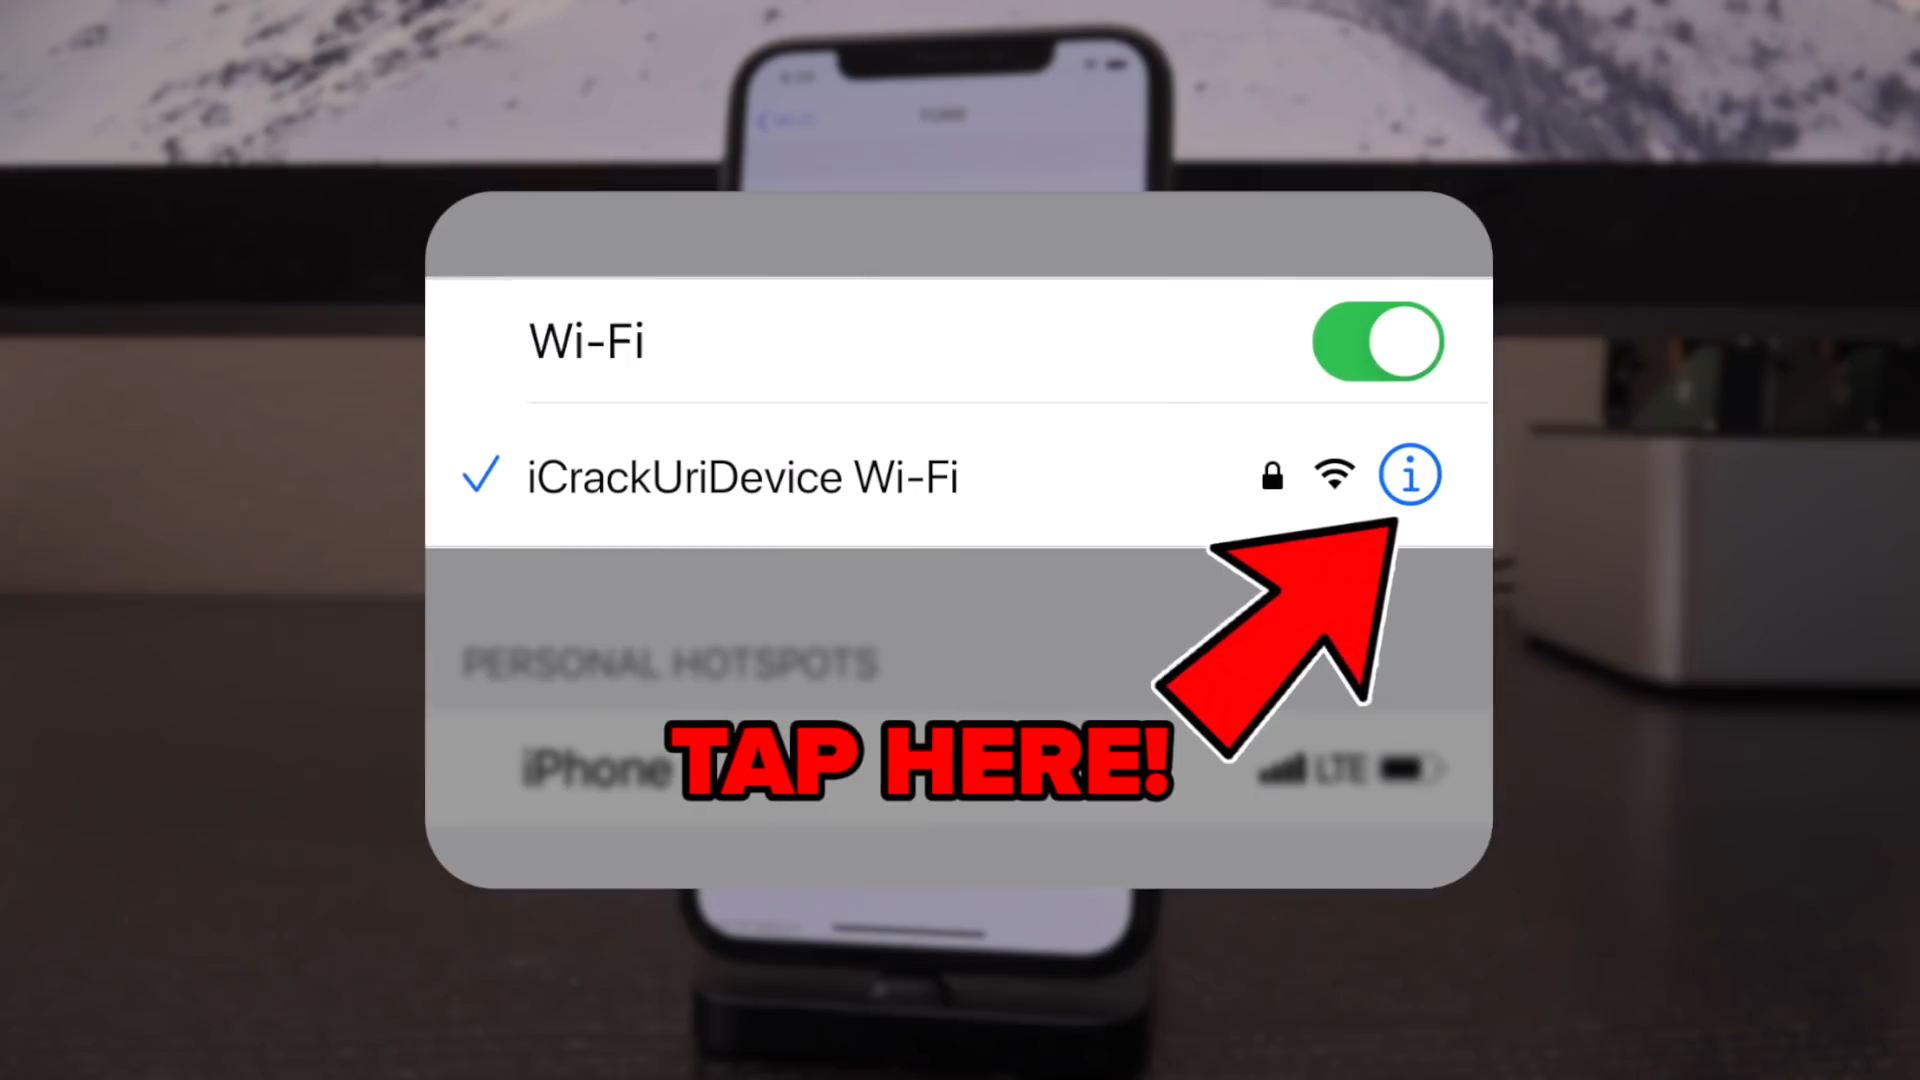 Wi-Fi
iCrackUriDevice Wi-Fi
PERSONAL HOTSPOTS
iPhone
TAP HERE!
LTE